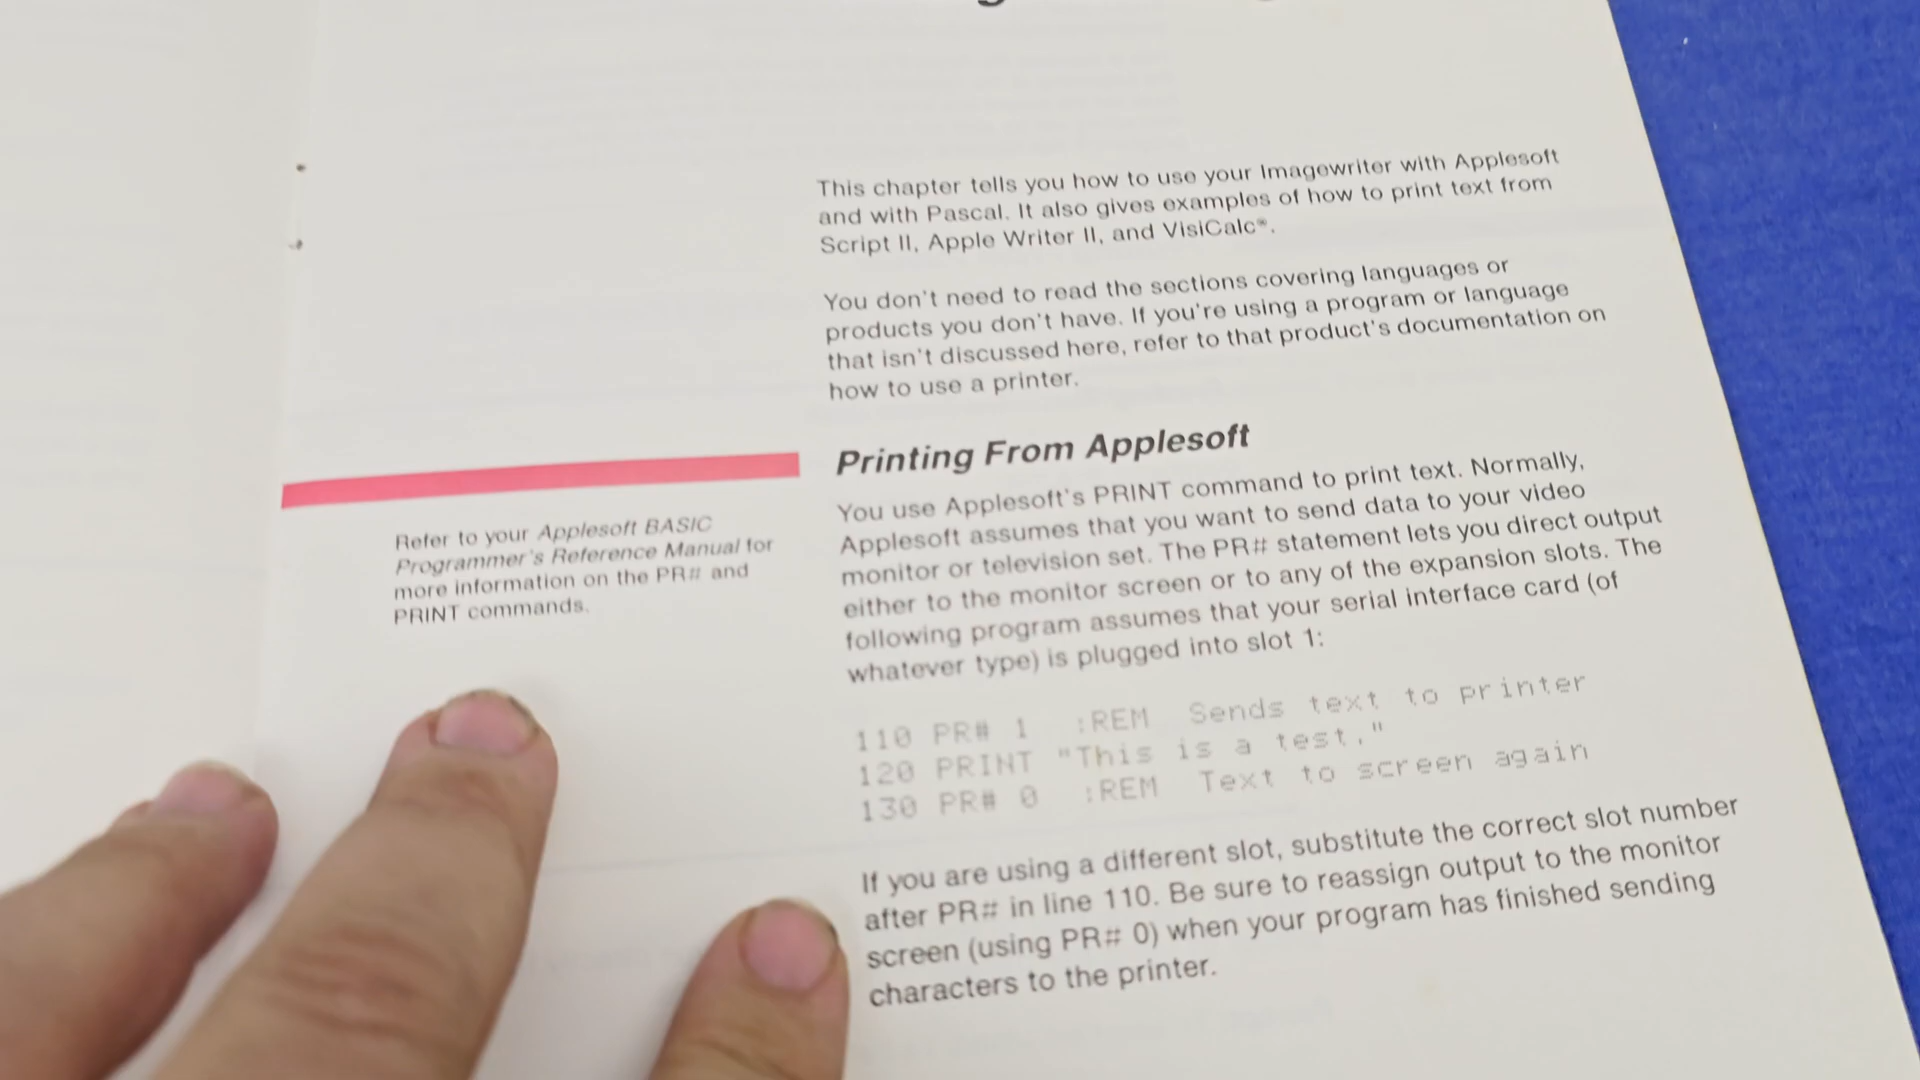 This chapter tells you how to use your Imagewriter with Applesoft
and with Pascal. It also gives examples of how to print text from
Script II, Apple Writer II, and VisiCalc®.
You don't need to read the sections covering languages or
products you don't have. If you're using a program or language
that isn't discussed here, refer to that product's documentation on
how to use a printer.
Printing From Applesoft
Refer to your Applesoft BASIC
Programmer's Reference Manual for
more information on the PR# and
PRINT commands.
You use Applesoft's PRINT command to print text. Normally,
Applesoft assumes that you want to send data to your video
monitor or television set. The PR# statement lets you direct output
either to the monitor screen or to any of the expansion slots. The
following program assumes that your serial interface card (of
whatever type) is plugged into slot 1:
110 PR# 1 :REM Sends text to printer
120 PRINT "This is a test."
130 PR# 0 :REM Text to screen again
If you are using a different slot, substitute the correct slot number
after PR# in line 110. Be sure to reassign output to the monitor
screen (using PR# 0) when your program has finished sending
characters to the printer.